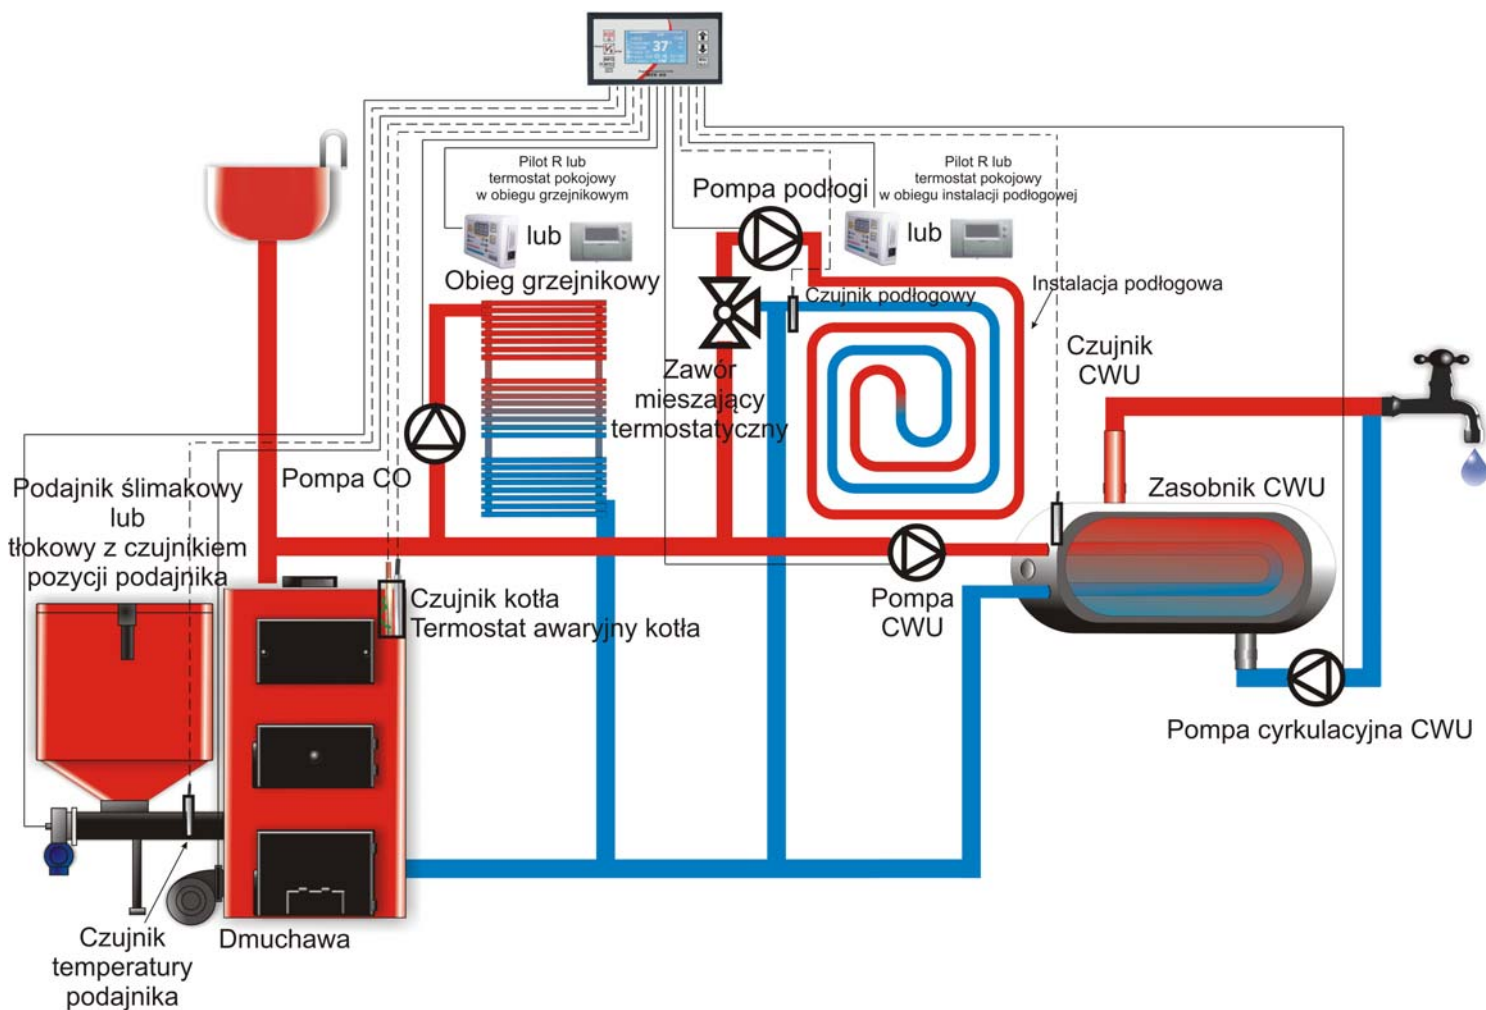 37°
Pilot R lub
termostat pokojowy
w obiegu grzejnikowym
lub
Obieg grzejnikowy
Pompa podłogi
Pilot R lub
termostat pokojowy
w obiegu instalacji podłogowej
lub
Czujnik podłogowy
Instalacja podłogowa
Czujnik
CWU
Zawór
mieszający
termostatyczny
Pompa CO
Podajnik ślimakowy
lub
tłokowy z czujnikiem
pozycji podajnika
Zasobnik CWU
Czujnik kotła
Termostat awaryjny kotła
Pompa
CWU
Pompa cyrkulacyjna CWU
Dmuchawa
Czujnik
temperatury
podajnika